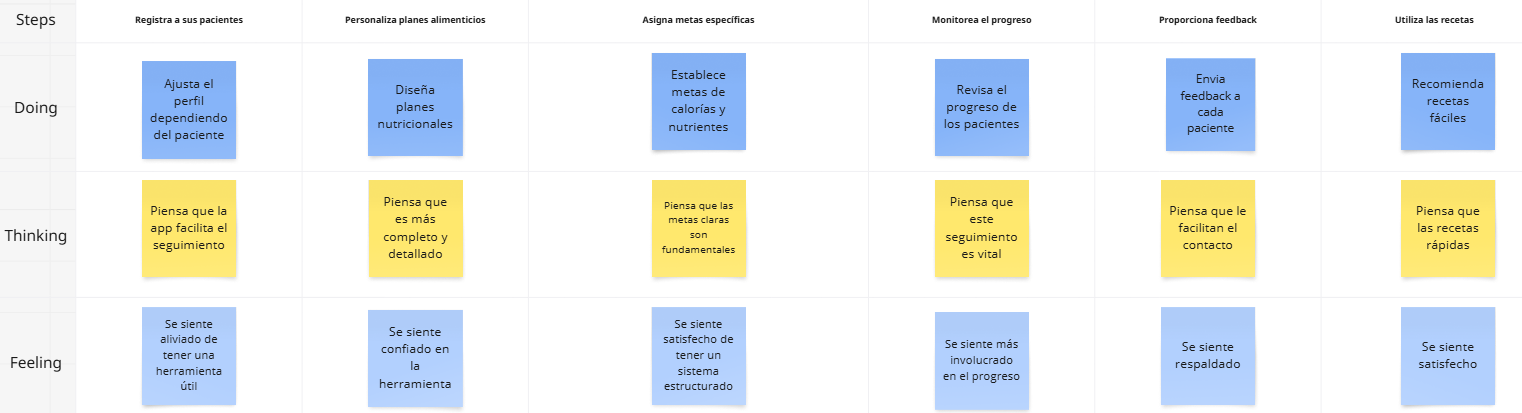 Steps
Registra a sus pacientes
Personaliza planes alimenticios
Asigna metas específicas
Monitorea el progreso
Proporciona feedback
Utiliza las recetas
Doing
Ajusta el
perfil
dependiendo
del paciente
Diseña
planes
nutricionales
Establece
metas de
calorías y
nutrientes
Revisa el
progreso de
los pacientes
Envia
feedback a
cada
paciente
Recomienda
recetas
fáciles
Thinking
Piensa que la
app facilita el
seguimiento
Piensa que
es más
completo y
detallado
Piensa que las
metas claras
son
fundamentales
Piensa que
este
seguimiento
es vital
Piensa que le
facilitan el
contacto
Piensa que
las recetas
rápidas
Feeling
Se siente
aliviado de
tener una
herramienta
útil
Se siente
confiado en
la
herramienta
Se siente
satisfecho de
tener un
sistema
estructurado
Se siente más
involucrado
en el progreso
Se siente
respaldado
Se siente
satisfecho